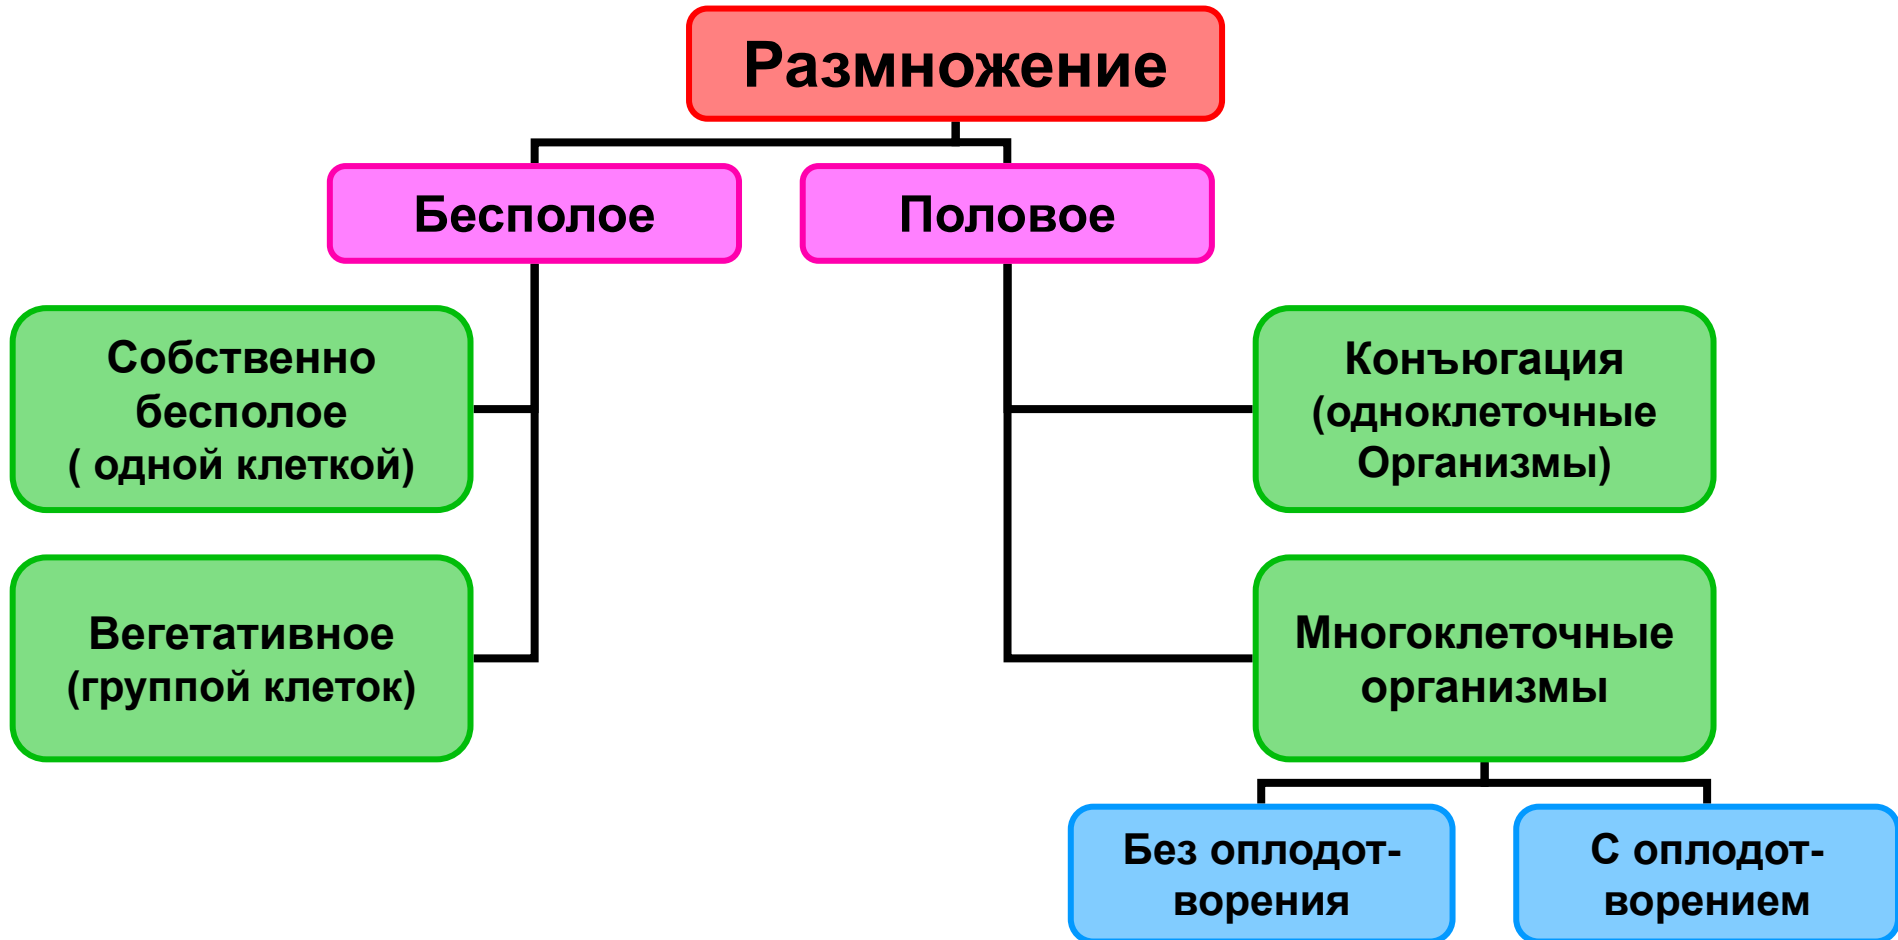 Размножение
Бесполое
Половое
Собственно
бесполое
( одной клеткой)
Конъюгация
(одноклеточные
Организмы)
Вегетативное
(группой клеток)
Многоклеточные
организмы
Без оплодот-
ворения
С оплодот-
ворением